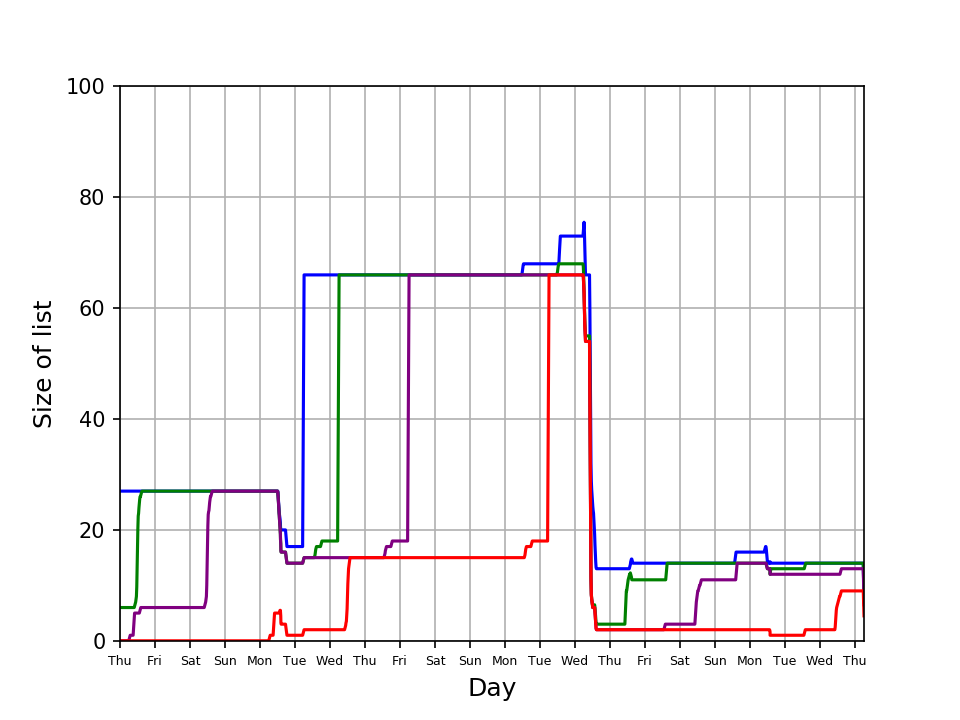 100
80
60
40
20
0
Size of list
Thu Fri Sat Sun Mon Tue Wed Thu Fri Sat Sun Mon Tue Wed Thu Fri Sat Sun Mon Tue Wed Thu
Day